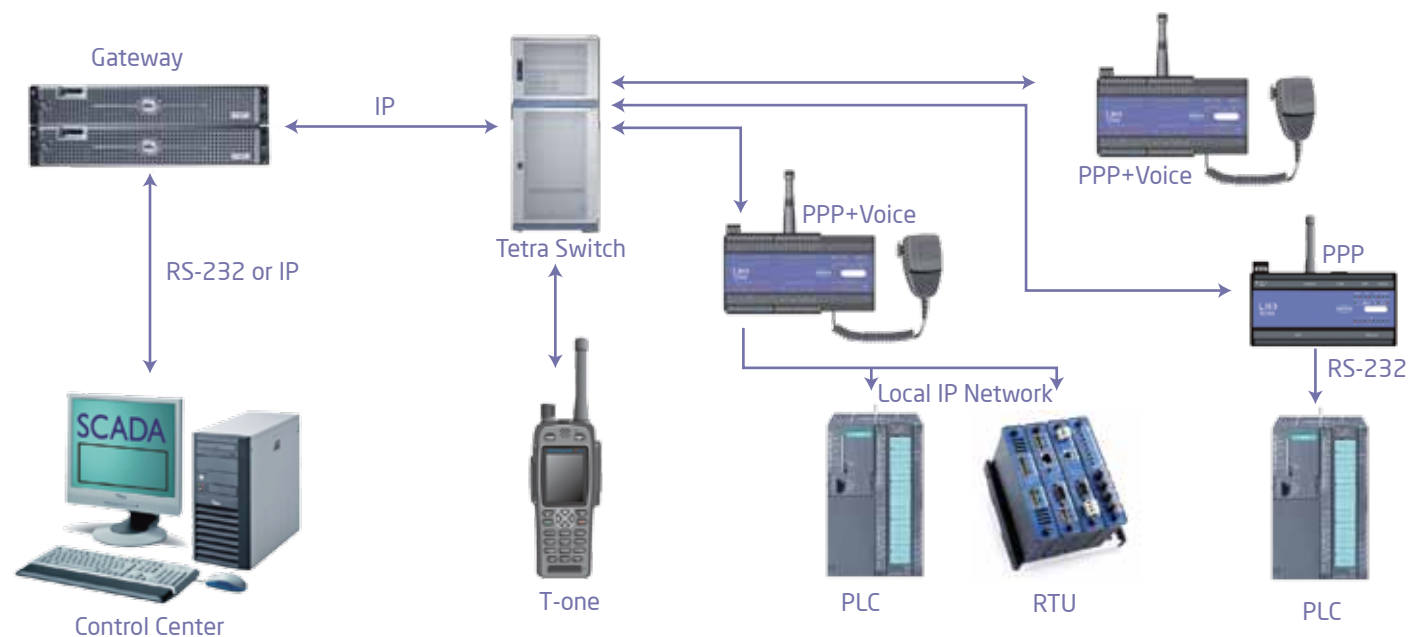 Gateway
IP
PPP+Voice
PPP+Voice
Tetra Switch
PPP
RS-232 or IP
RS-232
Local IP Network
SCADA
T-one
PLC
RTU
PLC
Control Center